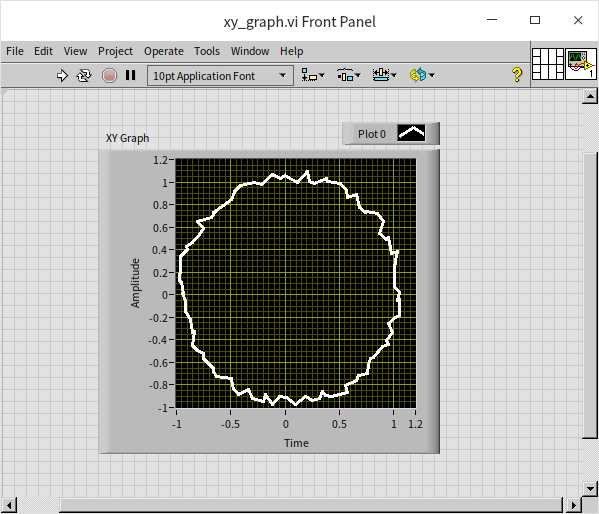 xy_graph.vi Front Panel
File Edit View Project Operate Tools Window Help
10pt Application Font
?
1
Plot 0
XY Graph
1.2
1
0.8
0.6
0.4
0.2
0
-0.2
-0.4
-0.6
-0.8
-1
Amplitude
-1 -0.5 0 0.5 1 1.2
Time